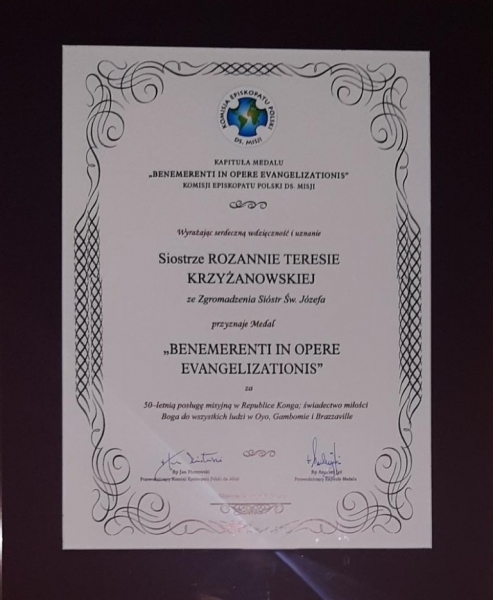 KOMISJA EPISKOPATU POLSKI
DS. MISJI
KAPITUŁA MEDALU
„BENEMERENTI IN OPERE EVANGELIZATIONIS”
KOMISJI EPISKOPATU POLSKI DS. MISJI
Wyrażając serdeczną wdzięczność i uznanie
Siostrze ROZANNIE TERESIE
KRZYŻANOWSKIEJ
ze Zgromadzenia Sióstr Św. Józefa
przyznaje Medal
„BENEMERENTI IN OPERE
EVANGELIZATIONIS”
za
50-letnią posługę misyjną w Republice Konga; świadectwo miłości
Boga do wszystkich ludzi w Oyo, Gambomie i Brazzaville
Bp Jan Piotrowski
Przewodniczący Komisji Episkopatu Polski ds. Misji
Przewodniczący Kapituły Medalu